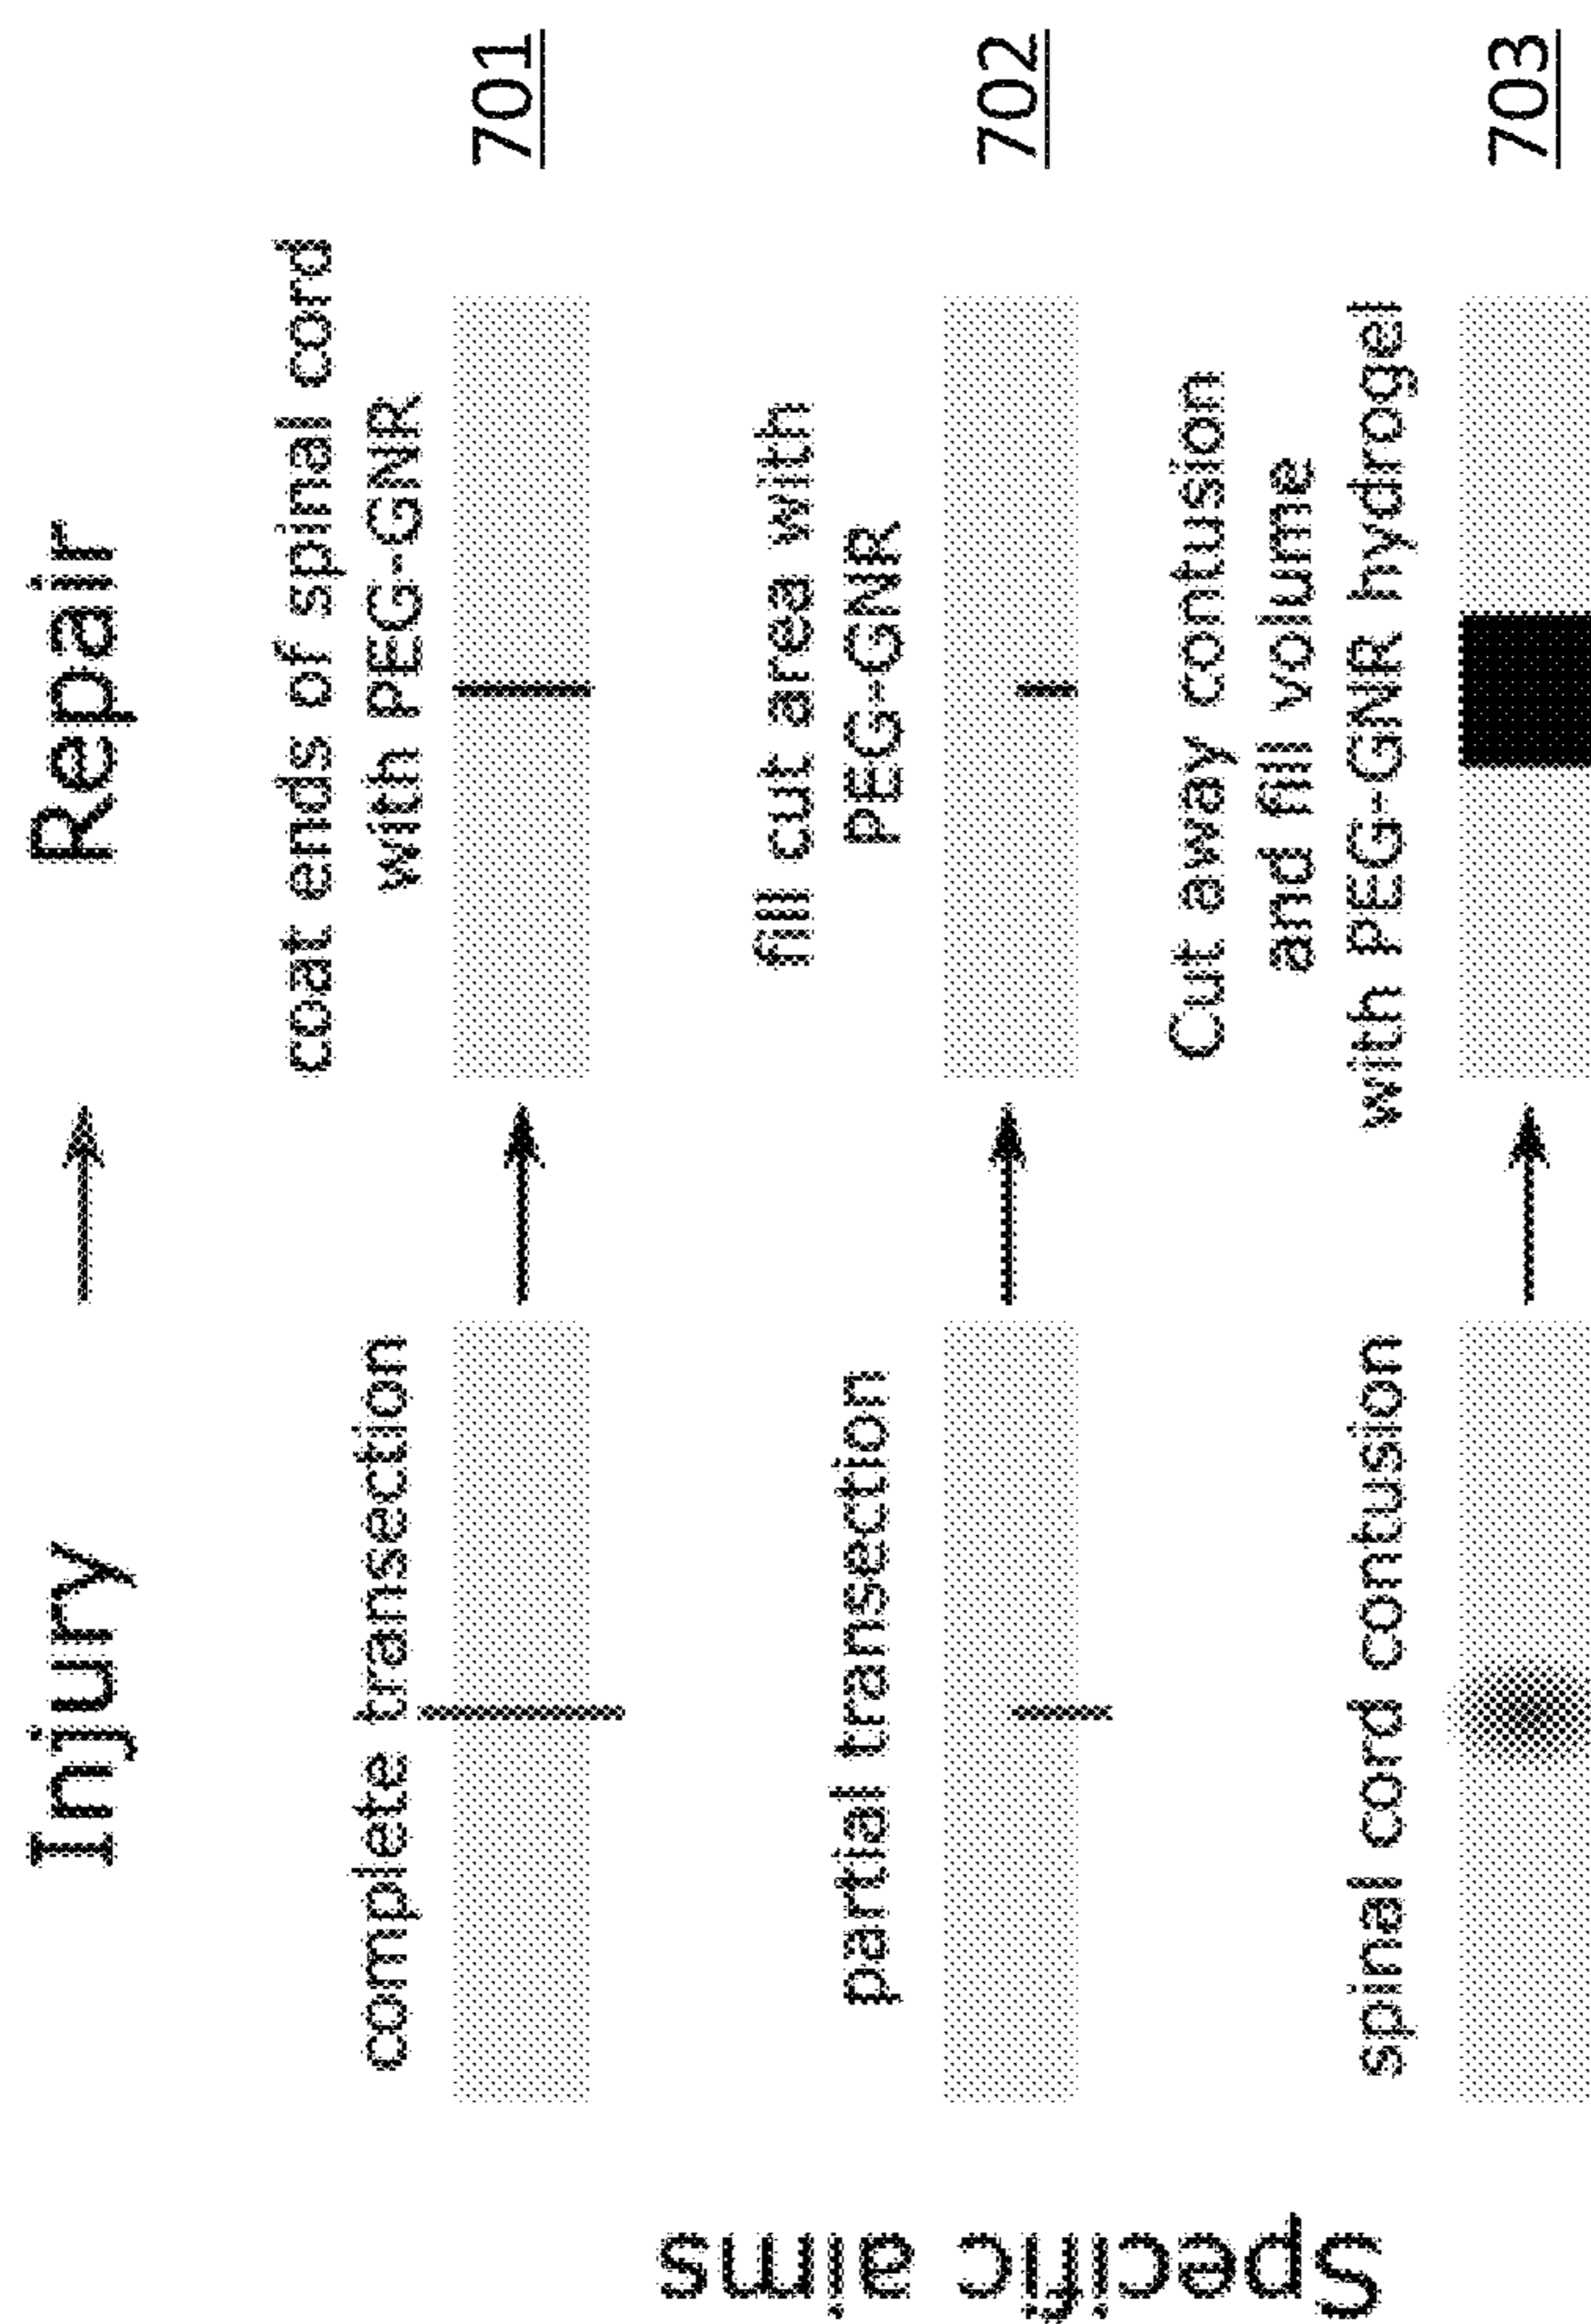 Injury
Repair
complete transection
coat ends of spinal cord
with PEG-GNR
701
partial transection
fill cut area with
PEG-GNR
702
spinal cord contusion
Cut away contusion
and fill volume
with PEG-GNR hydrogel
703
Specific aims